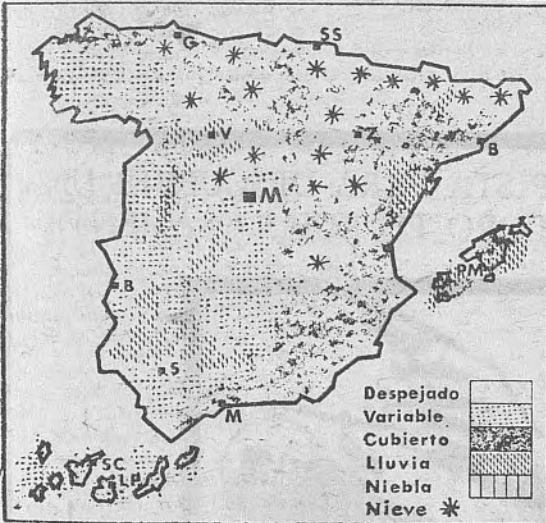 G
SS
V
Z
B
M
PM
B
S
M
SC
LP
Despejado
Variable
Cubierto
Lluvia
Niebla
Nieve